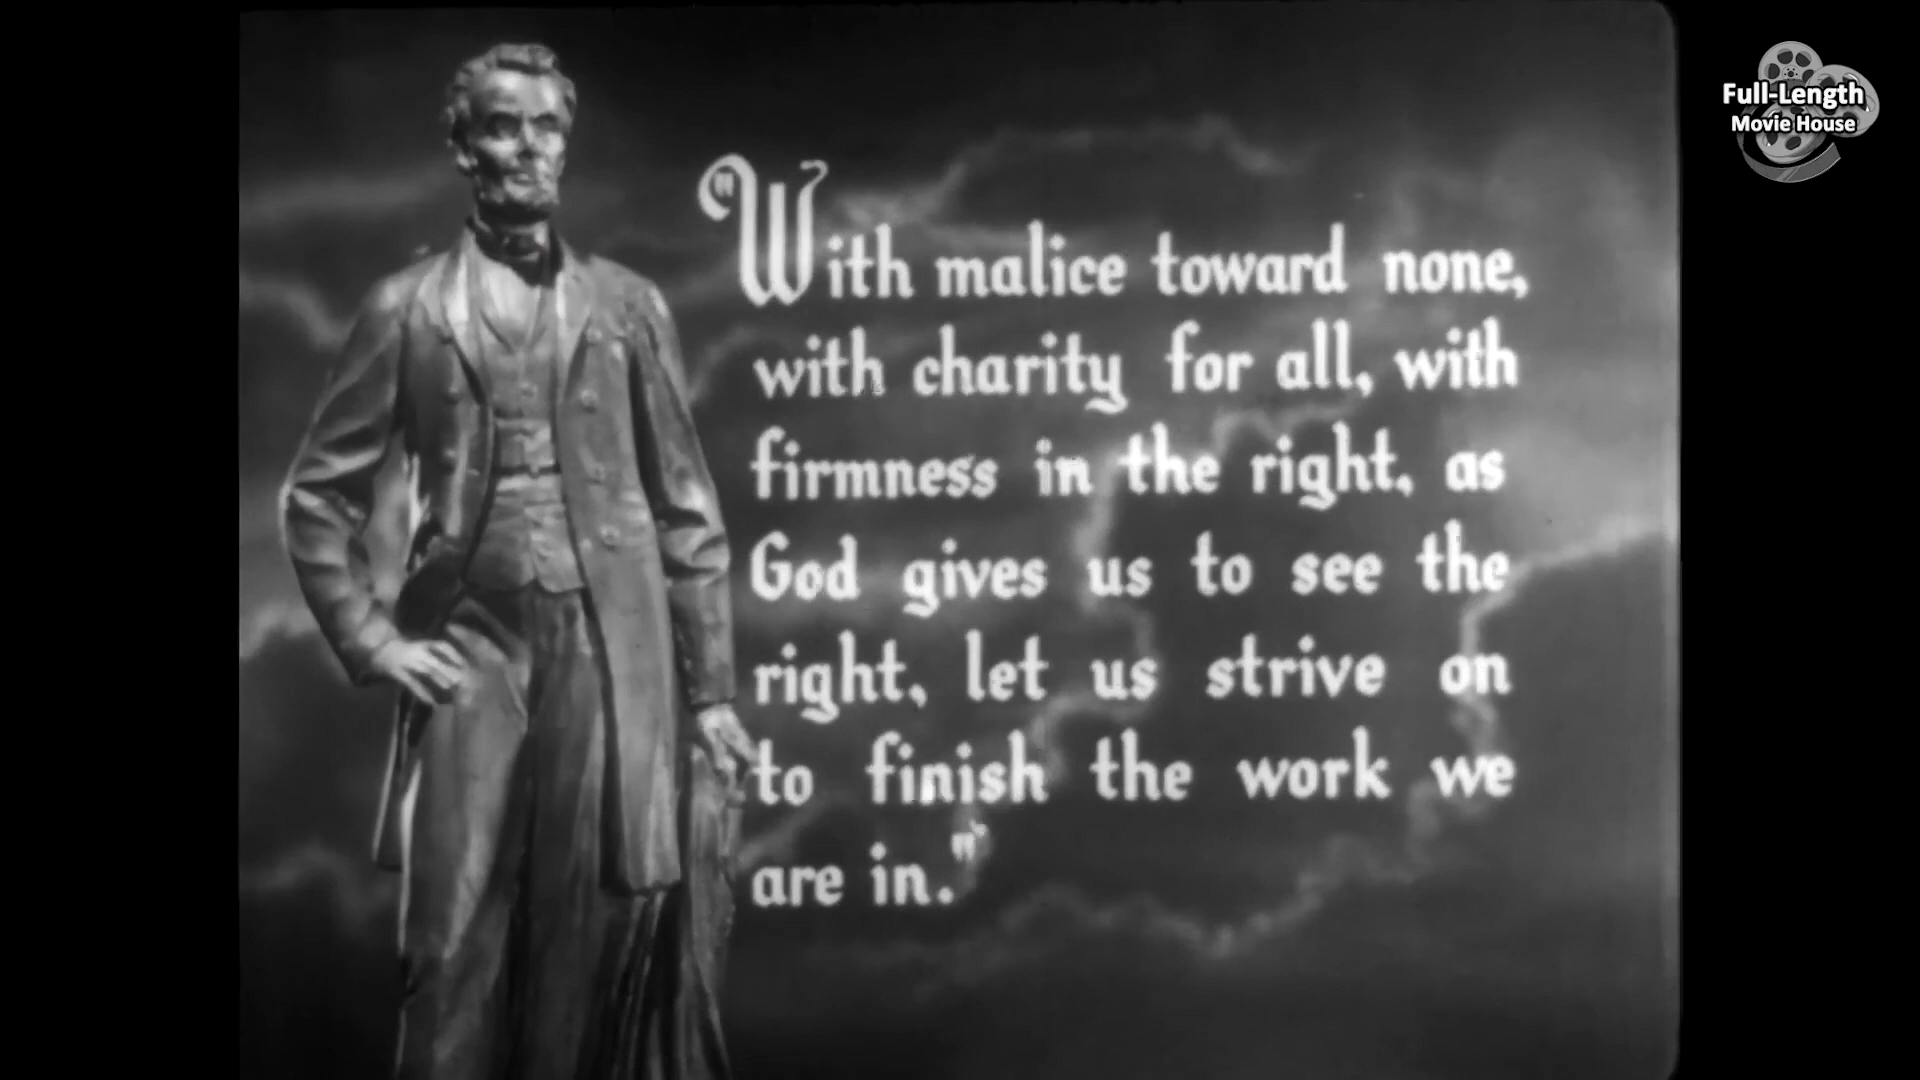 "With malice toward none,
with charity for all, with
firmness in the right, as
God gives us to see the
right, let us strive on
to finish the work we
are in."
Full-Length
Movie House